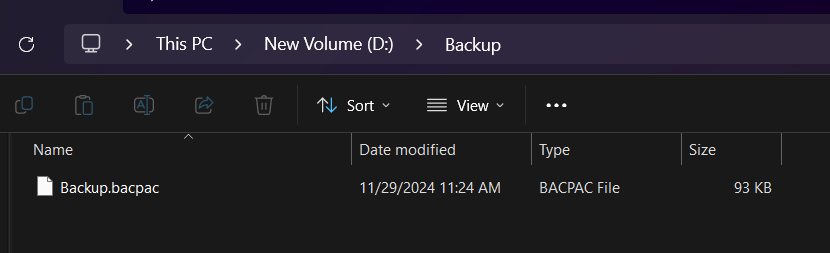 This PC > New Volume (D:) > Backup
Sort View
Name Date modified Type Size
Backup.bacpac 11/29/2024 11:24 AM BACPAC File 93 KB